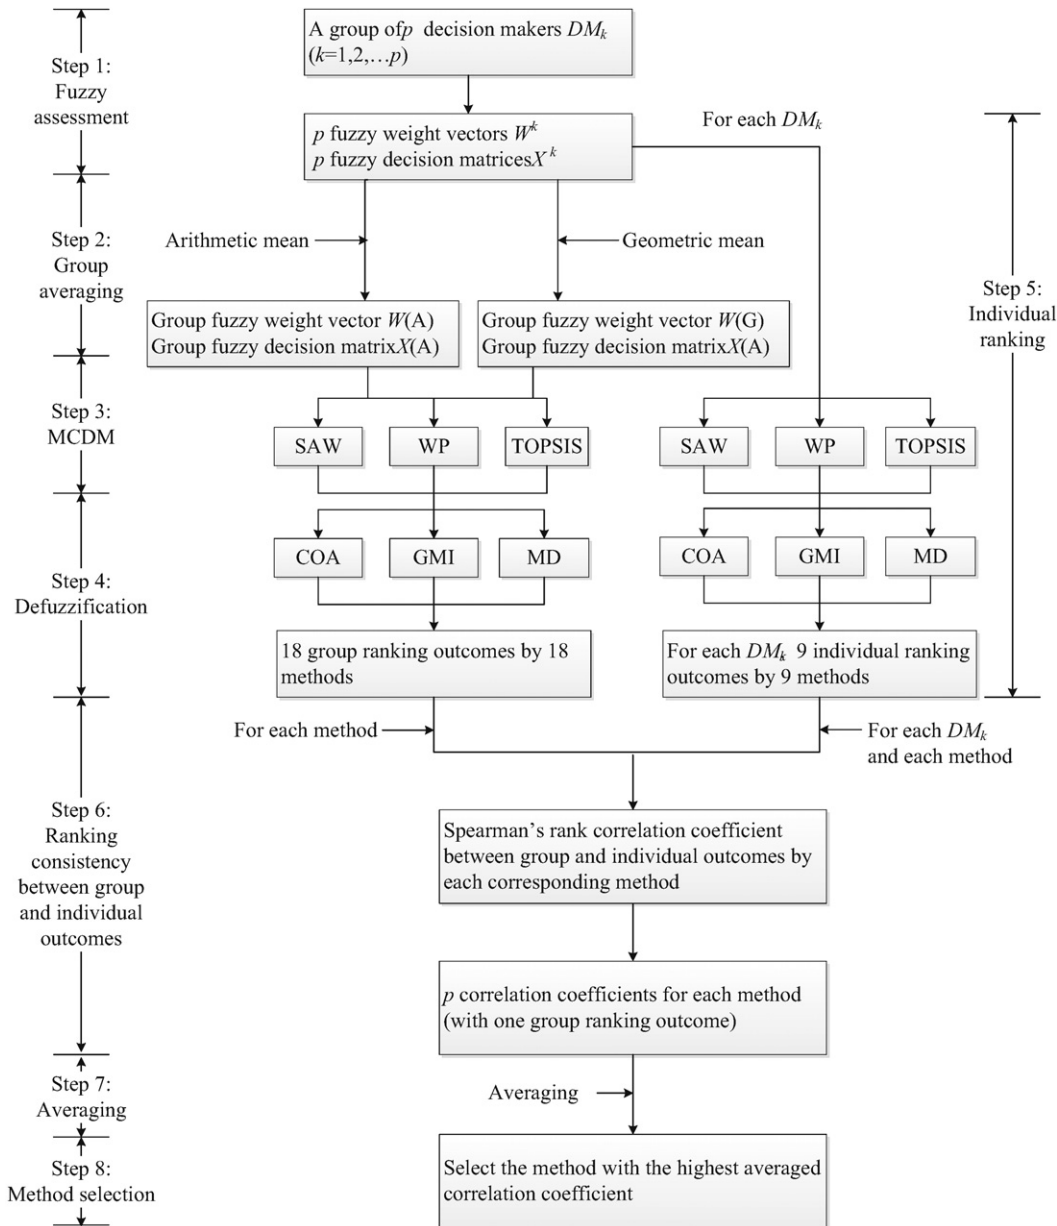 A group of p decision makers DMk
(k=1,2,…p)
Step 1:
Fuzzy
assessment
For each DMk
p fuzzy weight vectors W^k
p fuzzy decision matricesX^k
Step 2:
Group
averaging
Arithmetic mean
Geometric mean
Step 5:
Individual
ranking
Group fuzzy weight vector W(A)
Group fuzzy decision matrixX(A)
Group fuzzy weight vector W(G)
Group fuzzy decision matrixX(A)
Step 3:
MCDM
SAW
WP
TOPSIS
SAW
WP
TOPSIS
Step 4:
Defuzzification
COA
GMI
MD
COA
GMI
MD
18 group ranking outcomes by 18
methods
For each DMk 9 individual ranking
outcomes by 9 methods
For each method
For each DMk
and each method
Step 6:
Ranking
consistency
between group
and individual
outcomes
Spearman’s rank correlation coefficient
between group and individual outcomes by
each corresponding method
p correlation coefficients for each method
(with one group ranking outcome)
Step 7:
Averaging
Averaging
Step 8:
Method selection
Select the method with the highest averaged
correlation coefficient